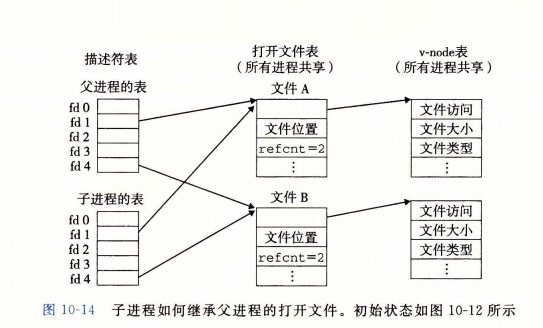 描述符表
父进程的表
fd 0
fd 1
fd 2
fd 3
fd 4
子进程的表
fd 0
fd 1
fd 2
fd 3
fd 4
打开文件表
(所有进程共享)
文件 A
文件位置
refcnt=2
⋮
文件 B
文件位置
refcnt=2
⋮
v-node表
(所有进程共享)
文件访问
文件大小
文件类型
⋮
文件访问
文件大小
文件类型
⋮
图 10-14 子进程如何继承父进程的打开文件。初始状态如图 10-12 所示